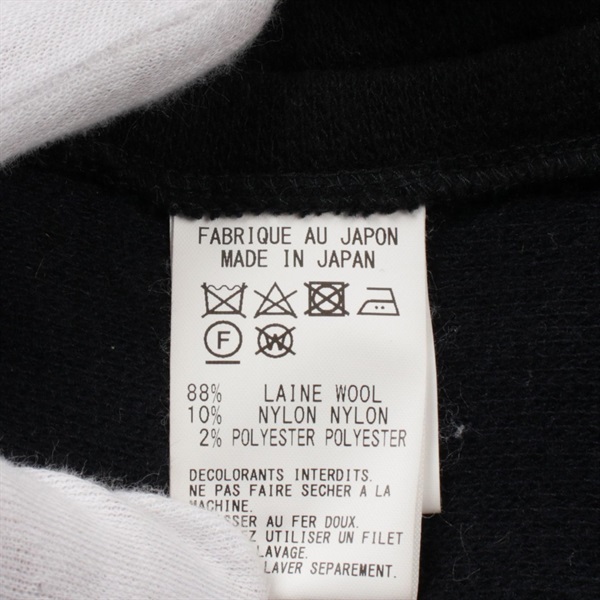 FABRIQUE AU JAPON
MADE IN JAPAN
F W
88% LAINE WOOL
10% NYLON NYLON
2% POLYESTER POLYESTER
DECOLORANTS INTERDITS.
NE PAS FAIRE SECHER A LA
MACHINE.
AU FER DOUX.
UTILISER UN FILET
LAVAGE.
LAVER SEPAREMENT.